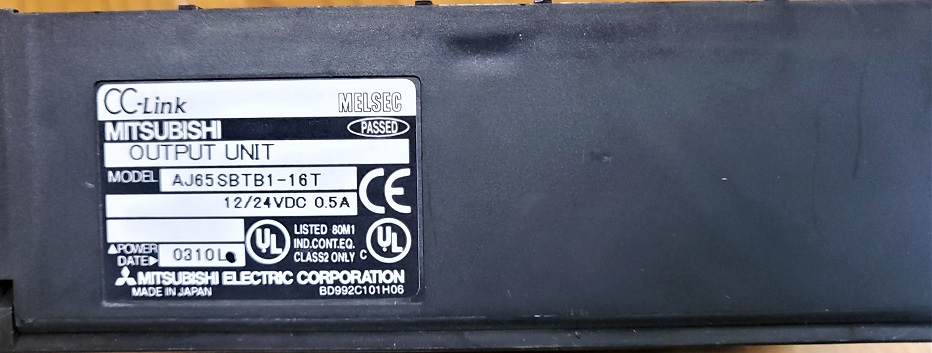 CC-Link MELSEC
MITSUBISHI PASSED
OUTPUT UNIT
MODEL AJ65SBTB1-16T
12/24VDC 0.5A
CE
UL LISTED 80M1 C UL
IND.CONT.EQ.
CLASS2 ONLY
▲POWER
DATE▶ 0310L
MITSUBISHI ELECTRIC CORPORATION
MADE IN JAPAN BD992C101H06